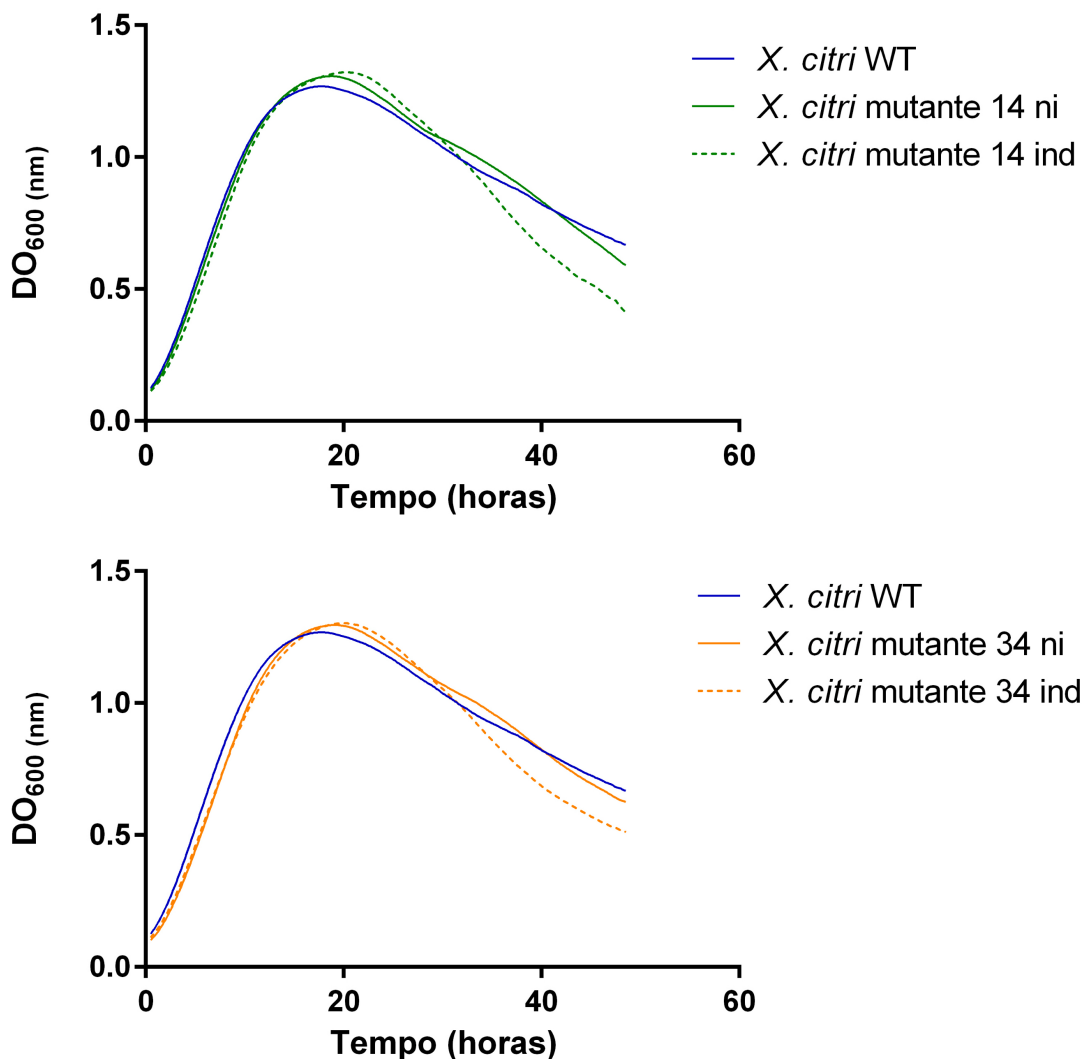 1.5
1.0
0.5
0.0
DO600 (nm)
0 20 40 60
Tempo (horas)
X. citri WT
X. citri mutante 14 ni
X. citri mutante 14 ind
1.5
1.0
0.5
0.0
DO600 (nm)
0 20 40 60
Tempo (horas)
X. citri WT
X. citri mutante 34 ni
X. citri mutante 34 ind